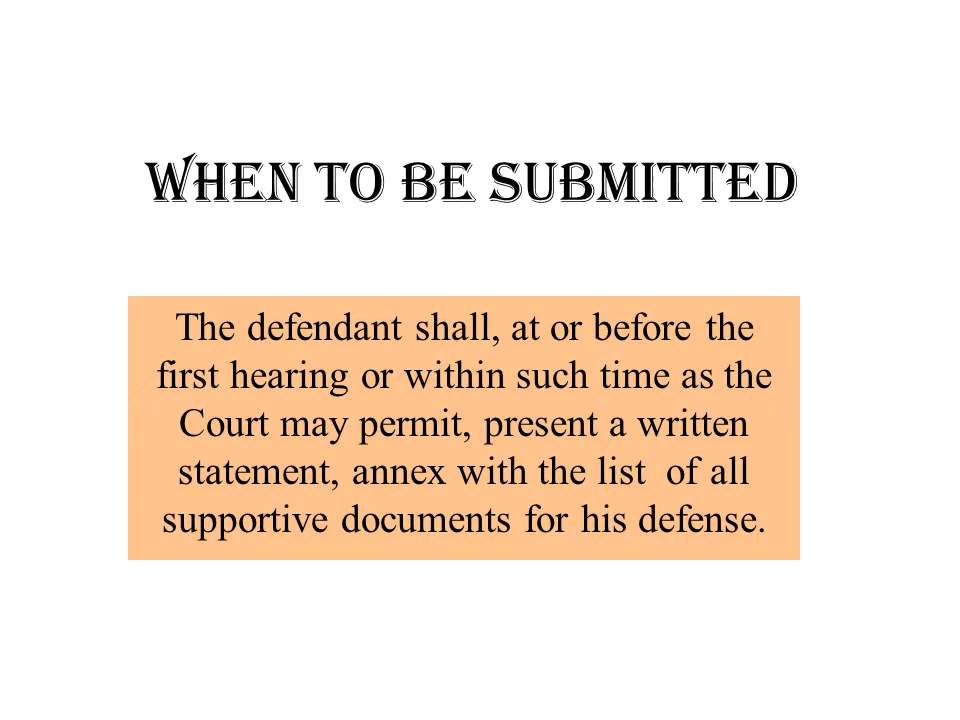 WHEN TO BE SUBMITTED
The defendant shall, at or before the
first hearing or within such time as the
Court may permit, present a written
statement, annex with the list  of all
supportive documents for his defense.